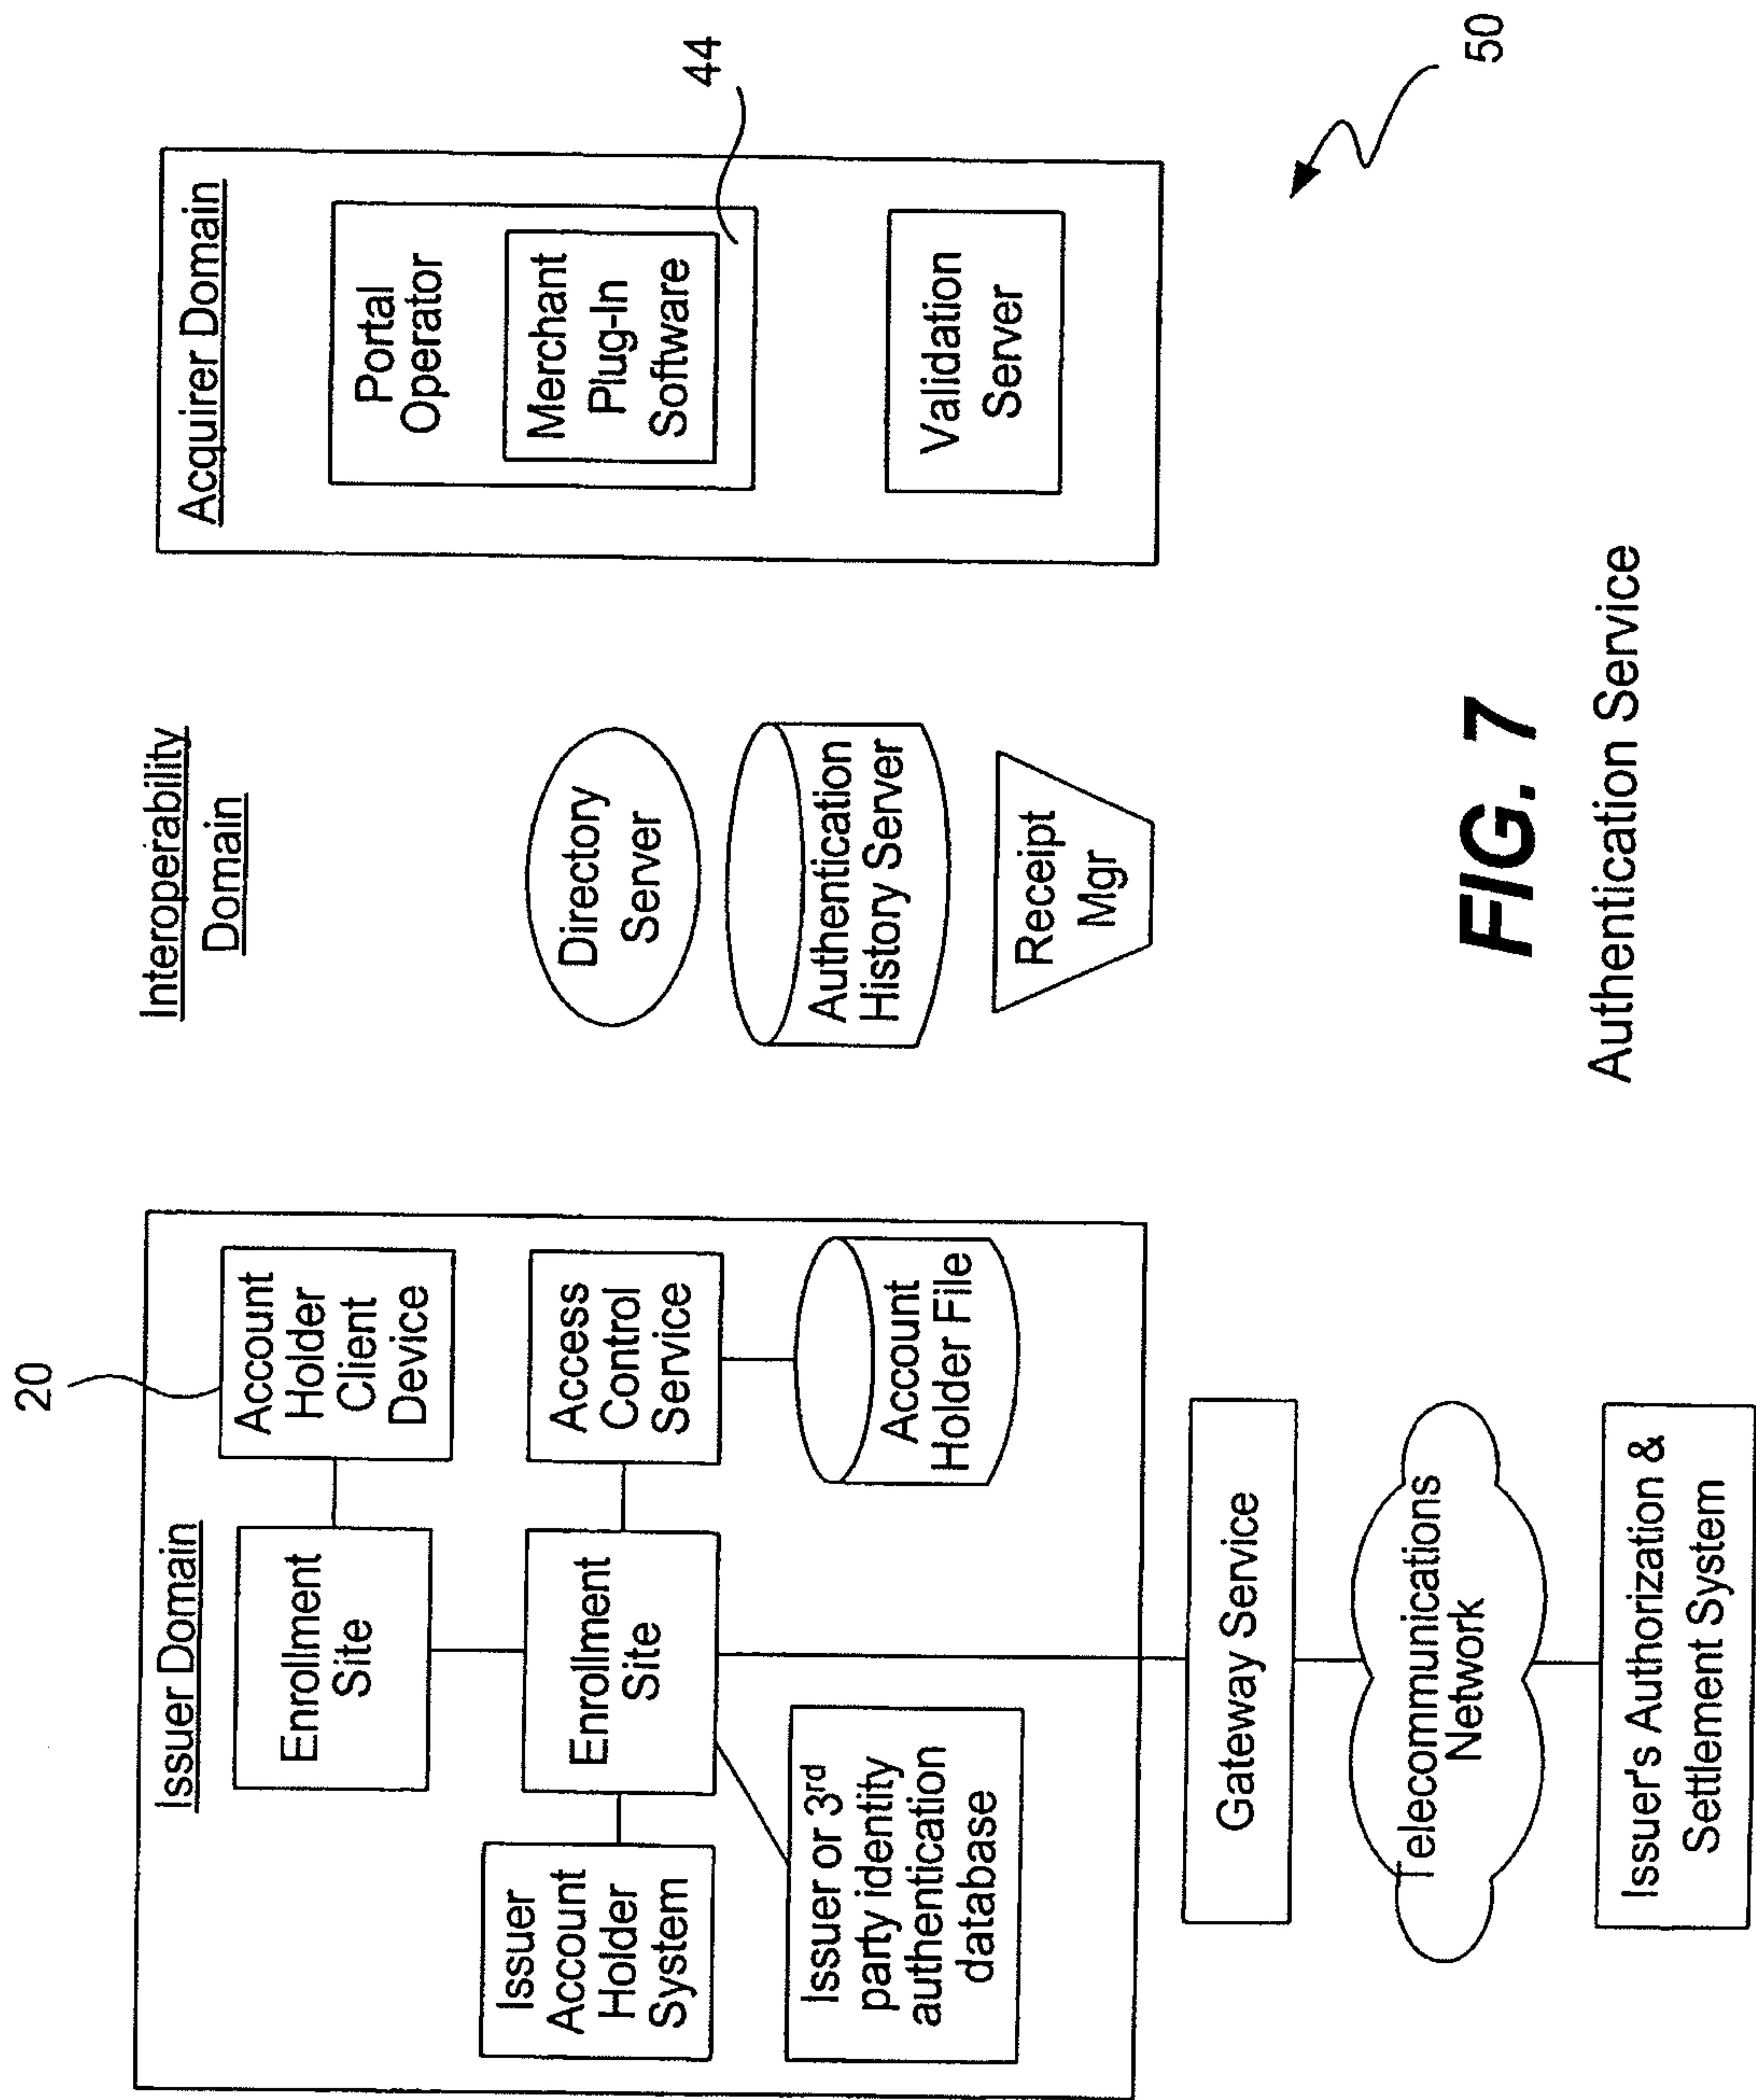 20
Issuer Domain
Enrollment
Site
Account
Holder
Client
Device
Issuer
Account
Holder
System
Enrollment
Site
Access
Control
Service
Issuer or 3rd
party identity
authentication
database
Account
Holder File
Gateway Service
Telecommunications
Network
Issuer's Authorization &
Settlement System
Interoperability
Domain
Directory
Server
Authentication
History Server
Receipt
Mgr
Acquirer Domain
Portal
Operator
Merchant
Plug-In
Software
44
Validation
Server
50
FIG. 7
Authentication Service